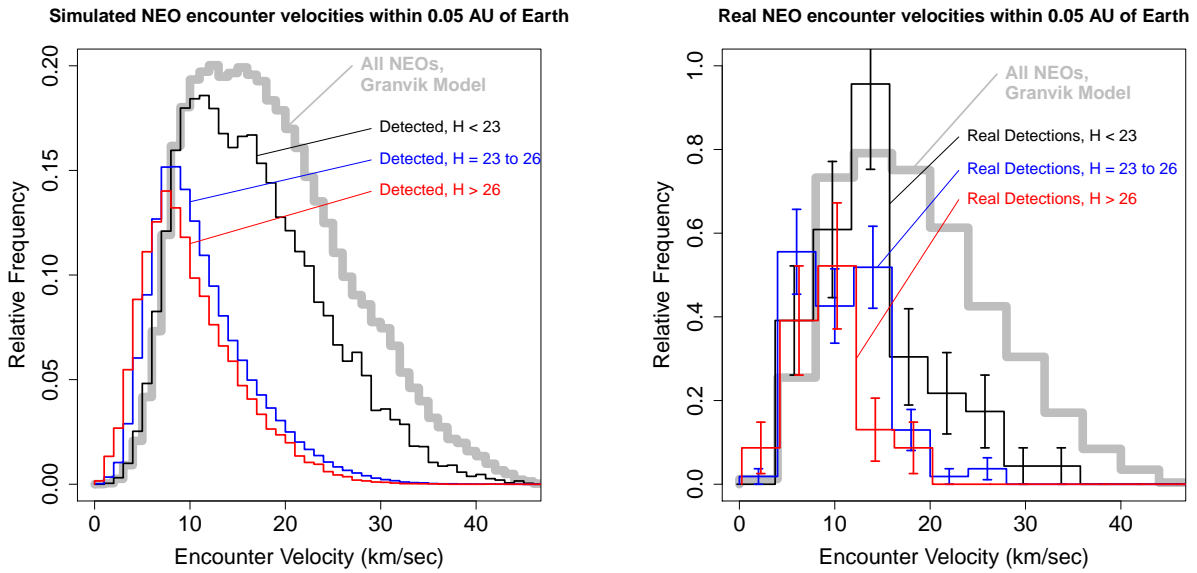 Simulated NEO encounter velocities within 0.05 AU of Earth
Relative Frequency
0.20
0.15
0.10
0.05
0.00
All NEOs,
Granvik Model
Detected, H < 23
Detected, H = 23 to 26
Detected, H > 26
0 10 20 30 40
Encounter Velocity (km/sec)
Real NEO encounter velocities within 0.05 AU of Earth
Relative Frequency
1.0
0.8
0.6
0.4
0.2
0.0
All NEOs,
Granvik Model
Real Detections, H < 23
Real Detections, H = 23 to 26
Real Detections, H > 26
0 10 20 30 40
Encounter Velocity (km/sec)